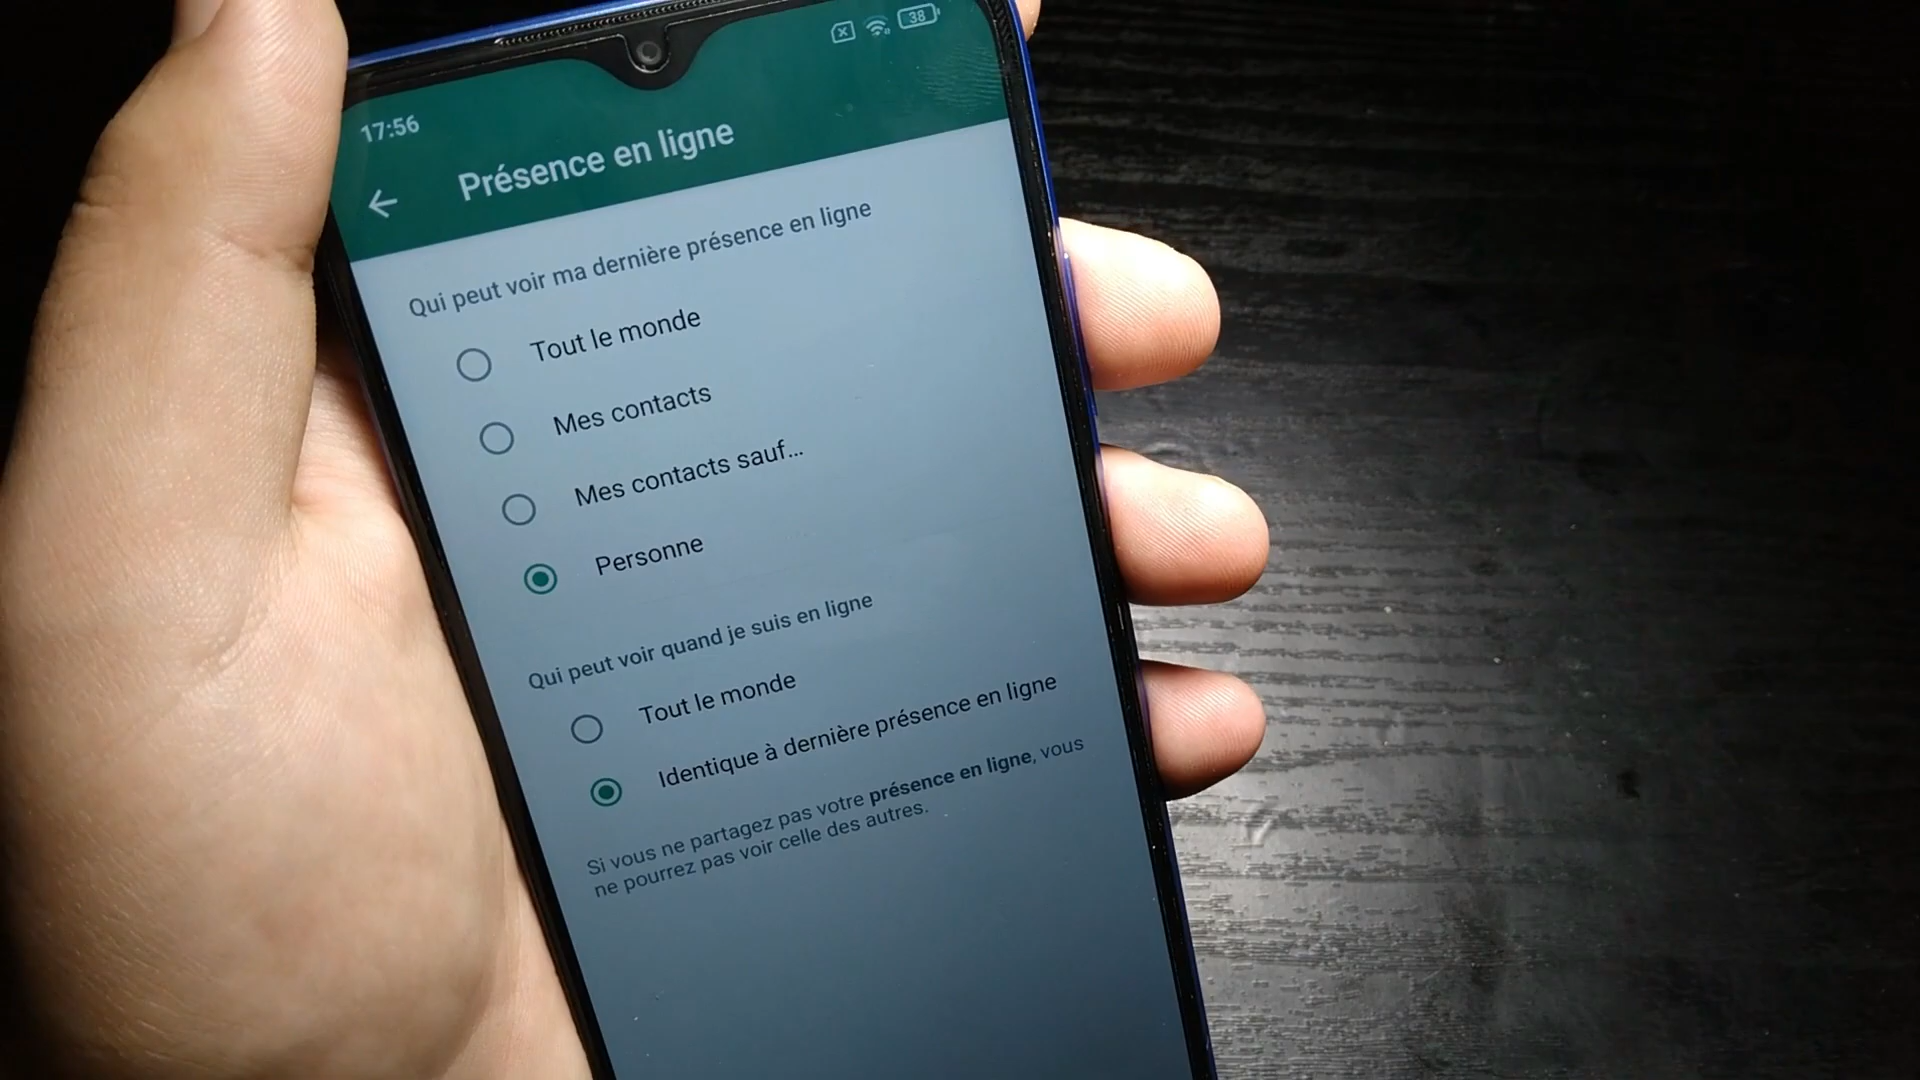 38
17:56
Présence en ligne
Qui peut voir ma dernière présence en ligne
Tout le monde
Mes contacts
Mes contacts sauf...
Personne
Qui peut voir quand je suis en ligne
Tout le monde
Identique à dernière présence en ligne
Si vous ne partagez pas votre présence en ligne, vous
ne pourrez pas voir celle des autres.